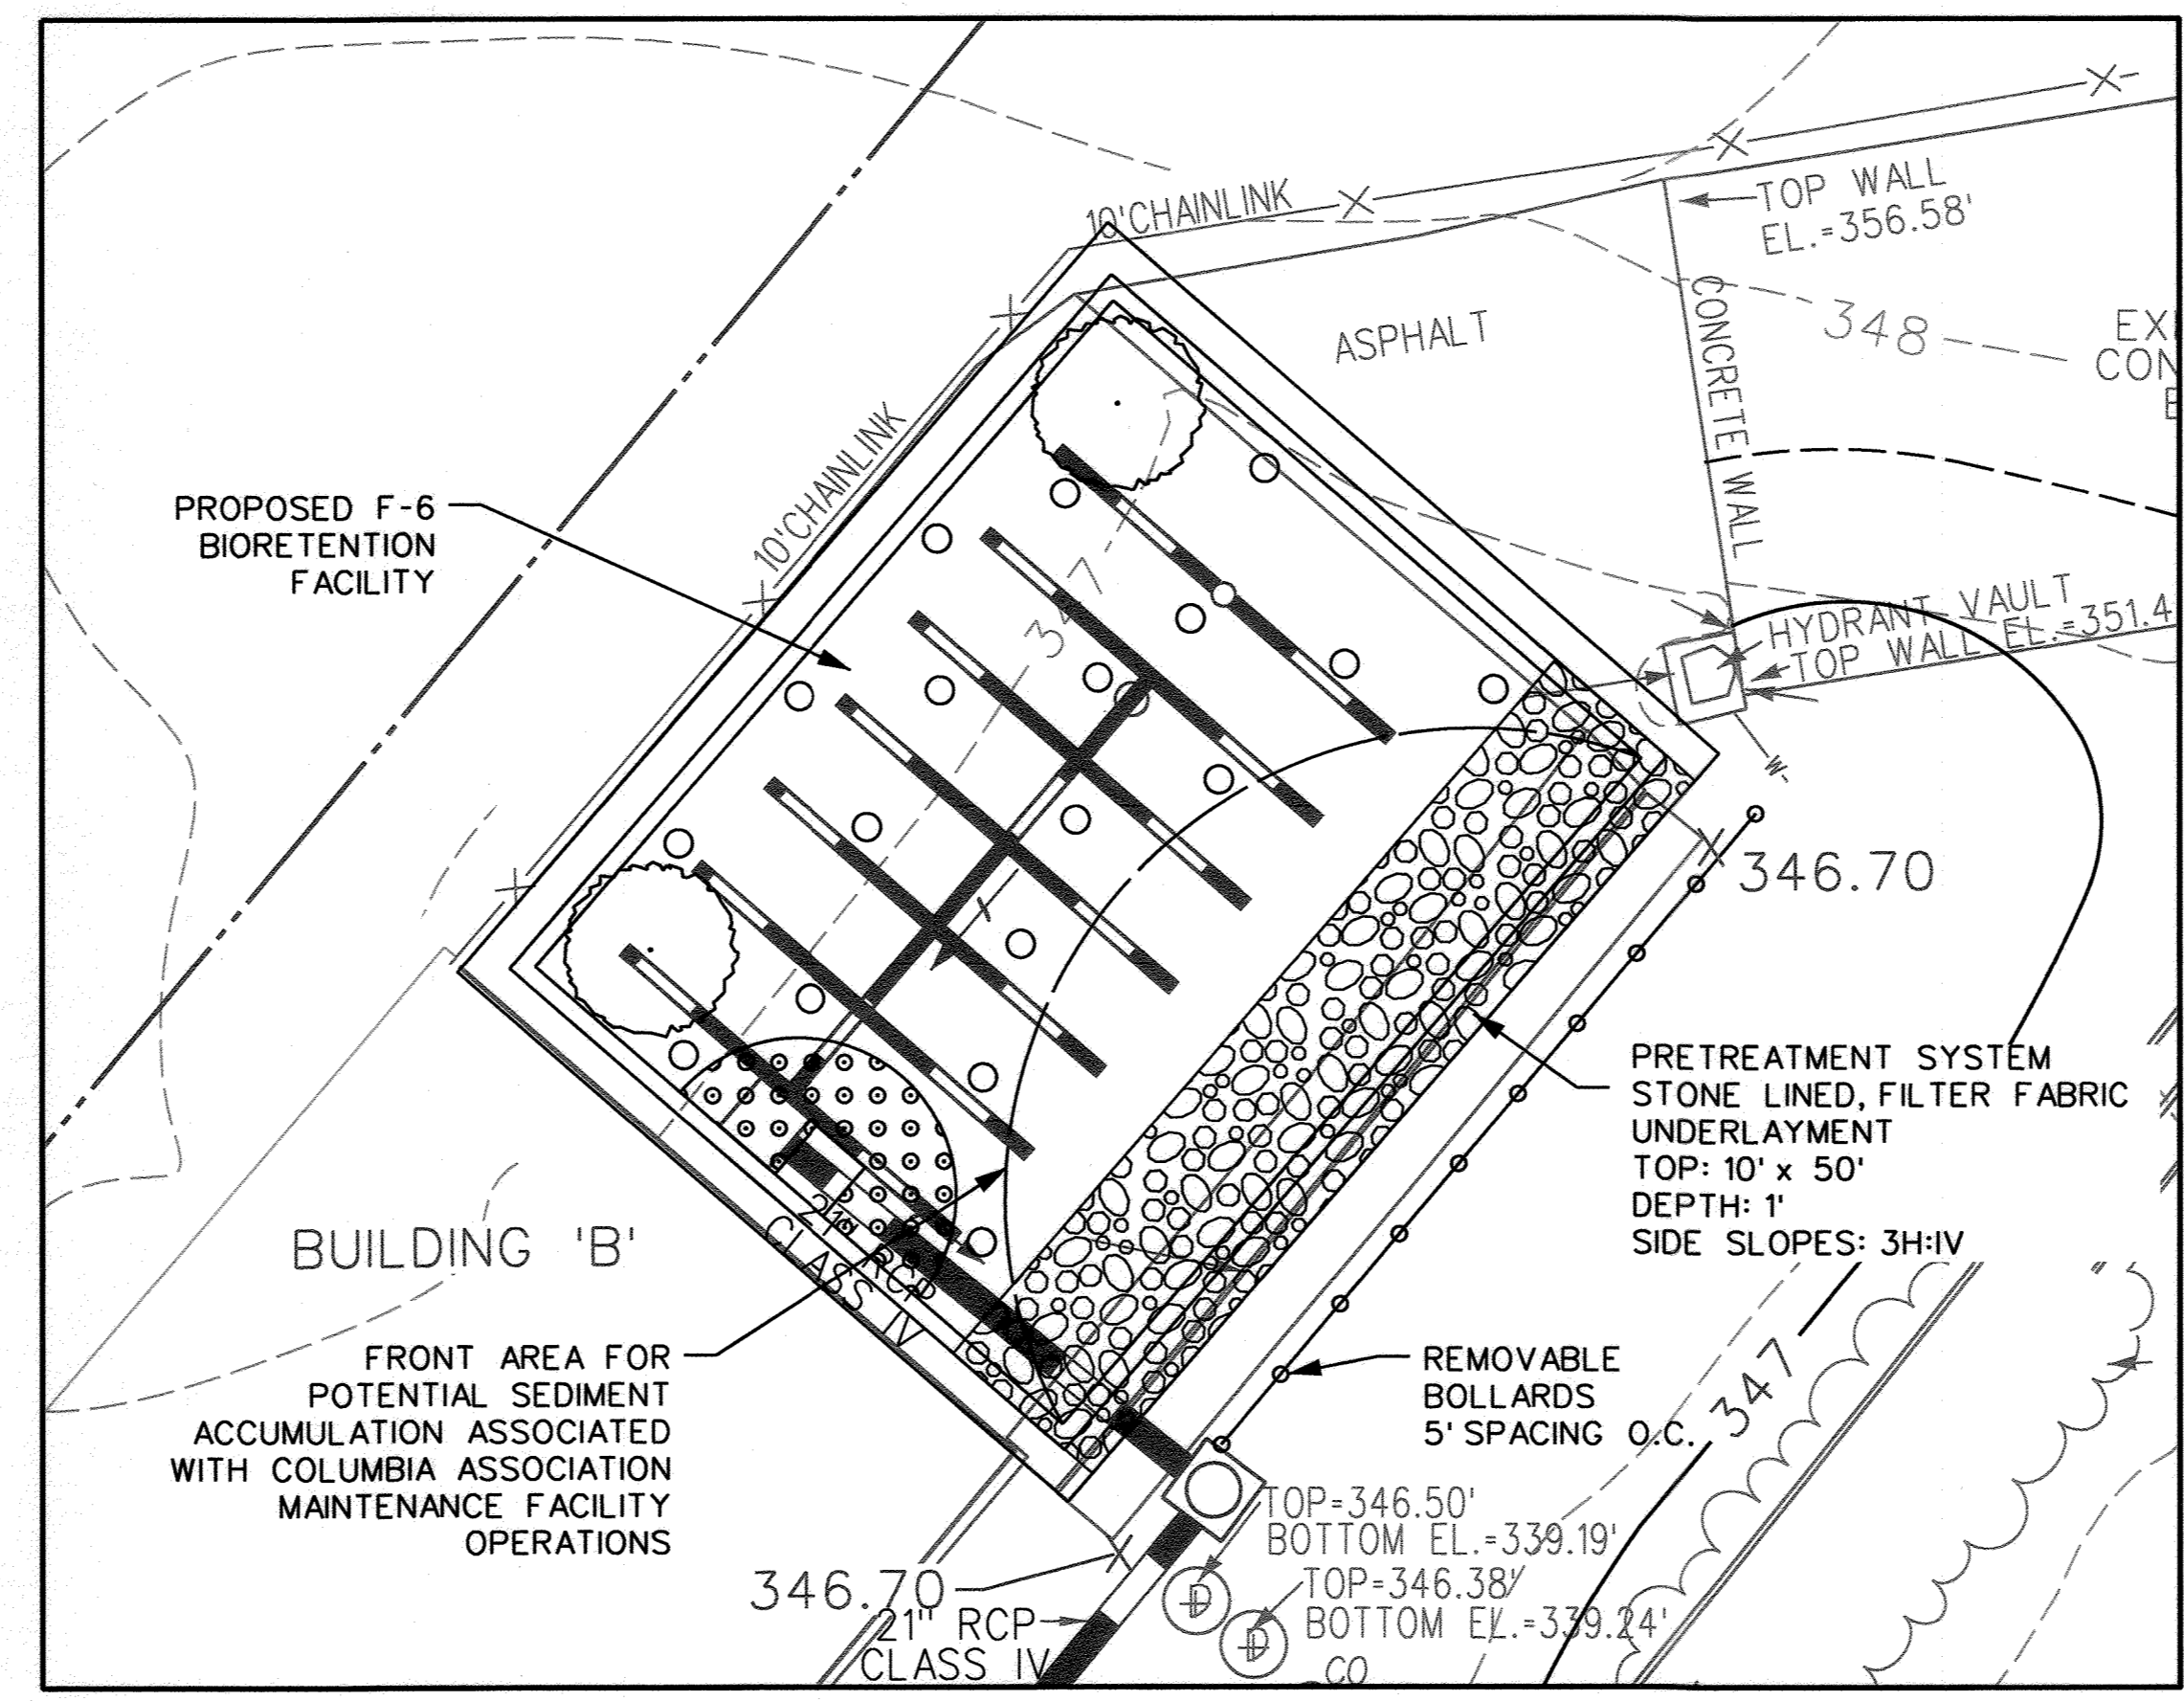 10'CHAINLINK
TOP WALL
EL.=356.58'
ASPHALT
CONCRETE WALL
348
10'CHAINLINK
PROPOSED F-6
BIORETENTION
FACILITY
347
HYDRANT VAULT
TOP WALL EL.=351.4
W
346.70
PRETREATMENT SYSTEM
STONE LINED, FILTER FABRIC
UNDERLAYMENT
TOP: 10' x 50'
DEPTH: 1'
SIDE SLOPES: 3H:IV
BUILDING 'B'
21" RCP
CLASS IV
FRONT AREA FOR
POTENTIAL SEDIMENT
ACCUMULATION ASSOCIATED
WITH COLUMBIA ASSOCIATION
MAINTENANCE FACILITY
OPERATIONS
REMOVABLE
BOLLARDS
5' SPACING O.C.
347
TOP=346.50'
BOTTOM EL.=339.19'
TOP=346.38'
BOTTOM EL.=339.24'
D
D
346.70
21" RCP
CLASS IV
CO